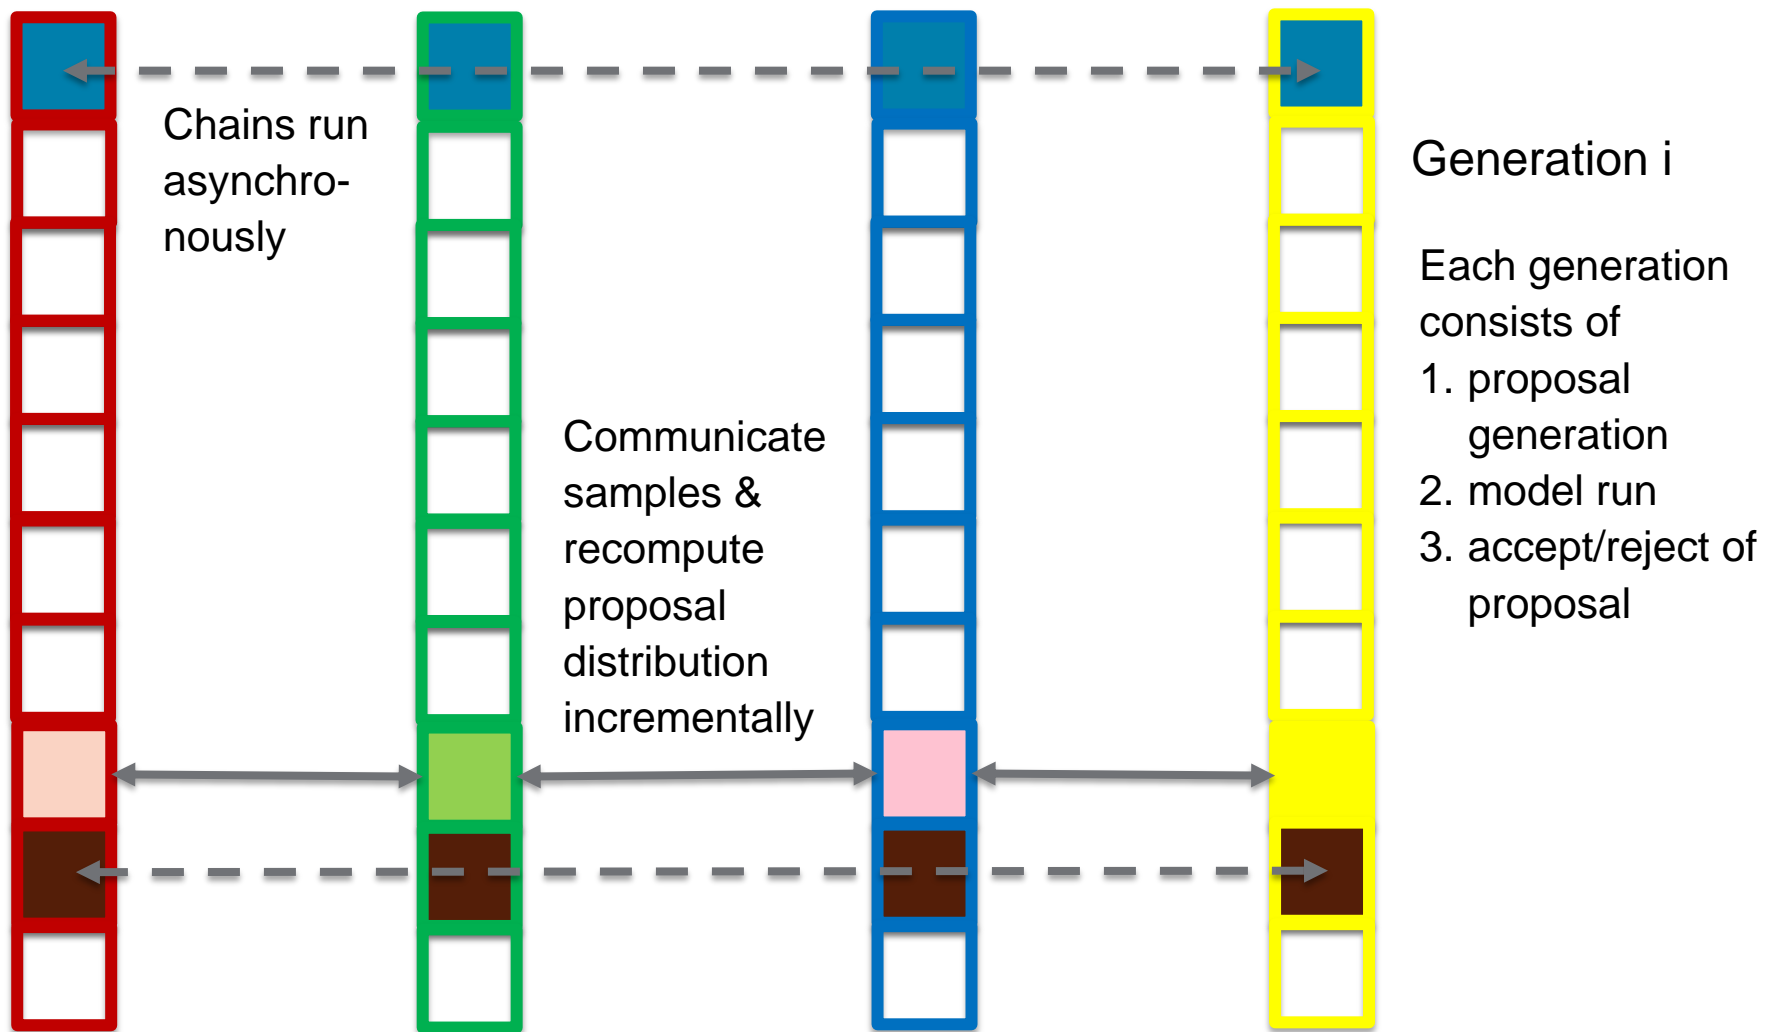 Chains run
asynchro-
nously
Communicate
samples &
recompute
proposal
distribution
incrementally
Generation i
Each generation
consists of
1. proposal
generation
2. model run
3. accept/reject of
proposal